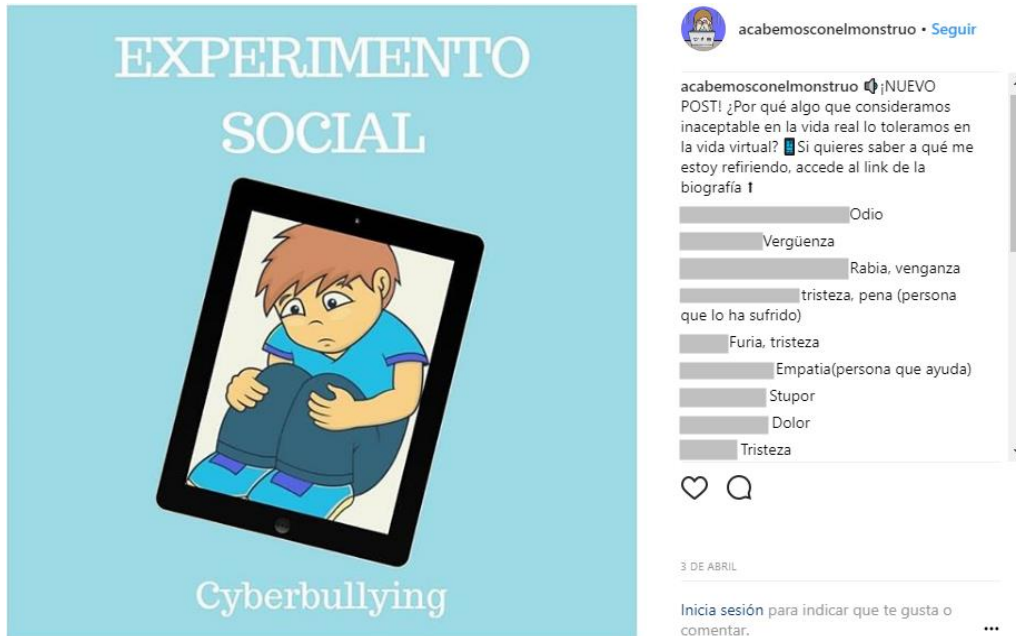 EXPERIMENTO
SOCIAL
Cyberbullying
acabemosconelmonstruo • Seguir
acabemosconelmonstruo 🔊¡NUEVO
POST! ¿Por qué algo que consideramos
inaceptable en la vida real lo toleramos en
la vida virtual? 📱Si quieres saber a qué me
estoy refiriendo, accede al link de la
biografía ⬆
Odio
Vergüenza
Rabia, venganza
tristeza, pena (persona
que lo ha sufrido)
Furia, tristeza
Empatia(persona que ayuda)
Stupor
Dolor
Tristeza
3 DE ABRIL
Inicia sesión para indicar que te gusta o
comentar.